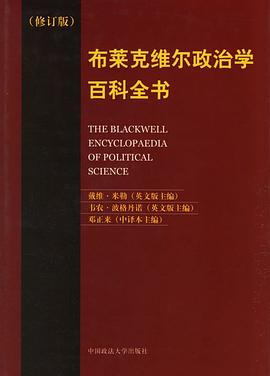 （修订版）
布莱克维尔政治学
百科全书
THE BLACKWELL
ENCYCLOPAEDIA
OF POLITICAL
SCIENCE
戴维·米勒（英文版主编）
韦农·波格丹诺（英文版主编）
邓正来（中译本主编）
中国政法大学出版社